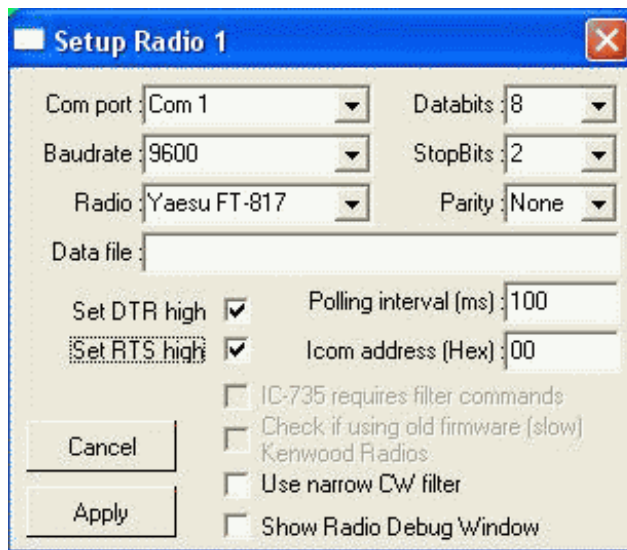 Setup Radio 1
Com port : Com 1 Databits : 8
Baudrate : 9600 StopBits : 2
Radio : Yaesu FT-817 Parity : None
Data file :
Set DTR high Polling interval (ms) : 100
Set RTS high Icom address (Hex) : 00
IC-735 requires filter commands
Check if using old firmware (slow)
Kenwood Radios
Cancel
Use narrow CW filter
Apply
Show Radio Debug Window